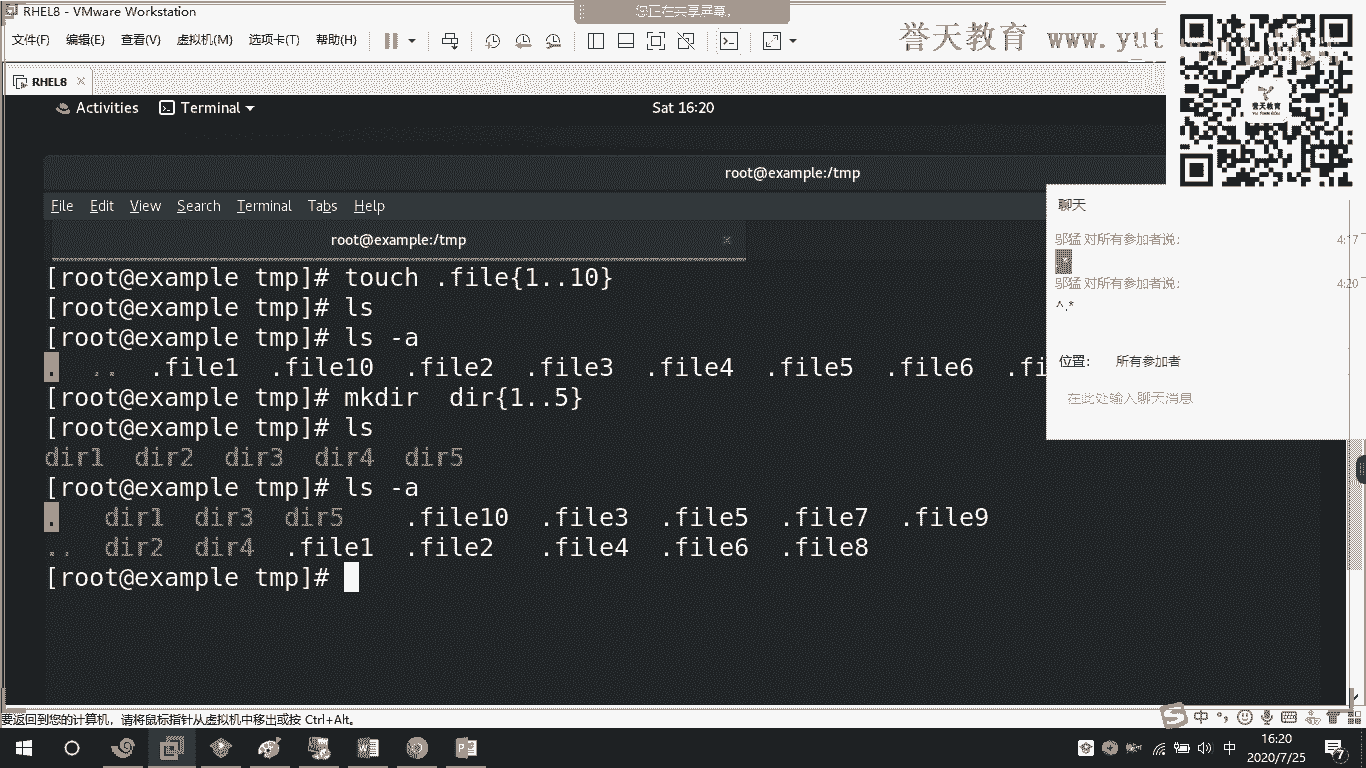 RHEL8 - VMware Workstation
您正在共享屏幕。
文件(F) 编辑(E) 查看(V) 虚拟机(M) 选项卡(T) 帮助(H)
誉天教育 www.yut
RHEL8
誉天教育
Activities Terminal Sat 16:20
root@example:/tmp
File Edit View Search Terminal Tabs Help
root@example:/tmp
[root@example tmp]# touch .file{1..10}
[root@example tmp]# ls
[root@example tmp]# ls -a
. .. .file1 .file10 .file2 .file3 .file4 .file5 .file6 .fi
[root@example tmp]# mkdir dir{1..5}
[root@example tmp]# ls
dir1 dir2 dir3 dir4 dir5
[root@example tmp]# ls -a
. dir1 dir3 dir5 .file10 .file3 .file5 .file7 .file9
.. dir2 dir4 .file1 .file2 .file4 .file6 .file8
[root@example tmp]#
聊天
邬猛 对所有参加者说: 4:17
邬猛 对所有参加者说: 4:20
^.*
位置: 所有参加者
在此处输入聊天消息
要返回到您的计算机，请将鼠标指针从虚拟机中移出或按 Ctrl+Alt。
中
中 16:20
2020/7/25
7